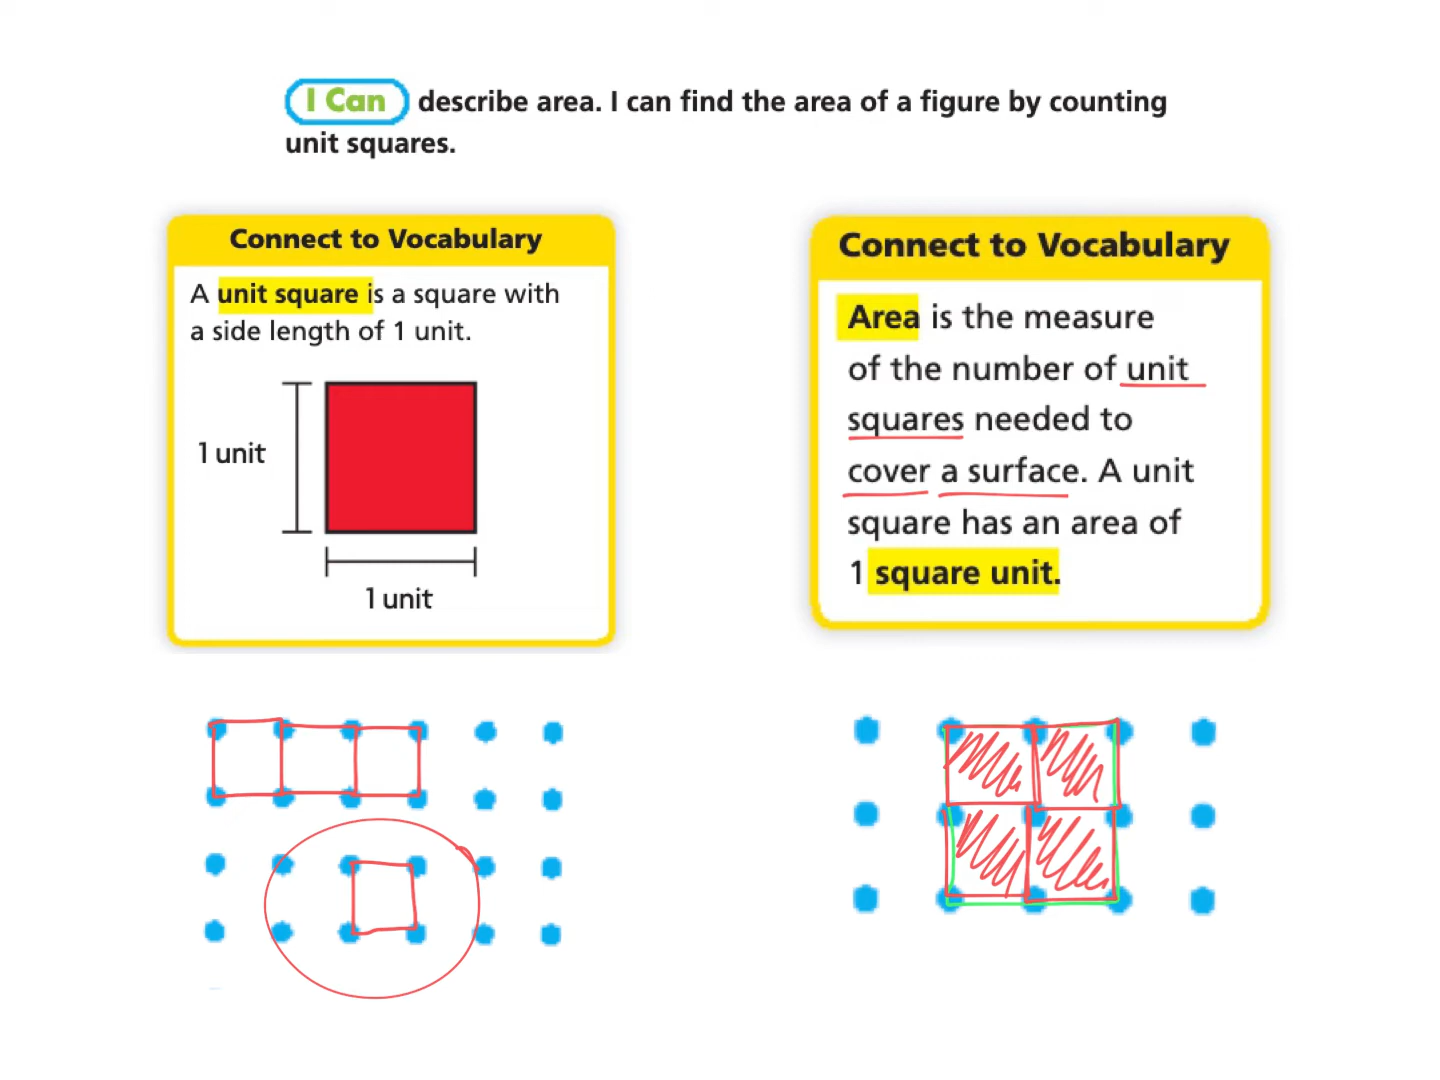 I Can describe area. I can find the area of a figure by counting
unit squares.
Connect to Vocabulary
A unit square is a square with
a side length of 1 unit.
1 unit
1 unit
Connect to Vocabulary
Area is the measure
of the number of unit
squares needed to
cover a surface. A unit
square has an area of
1 square unit.